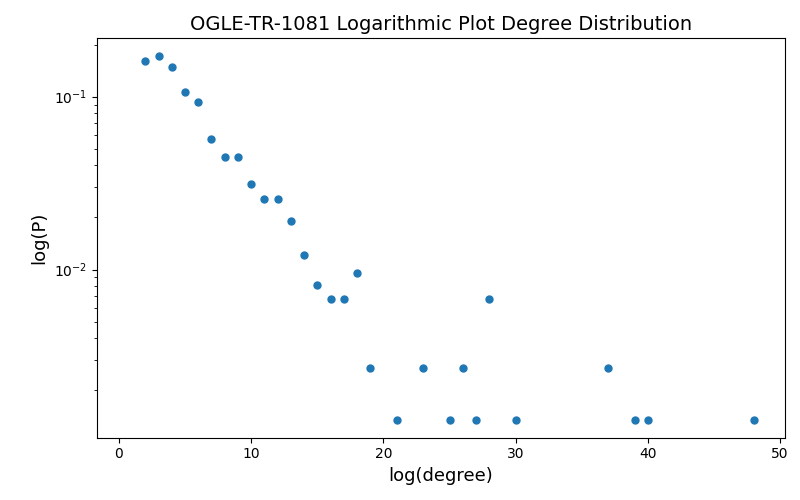 OGLE-TR-1081 Logarithmic Plot Degree Distribution
log(P)
10⁻¹
10⁻²
0 10 20 30 40 50
log(degree)